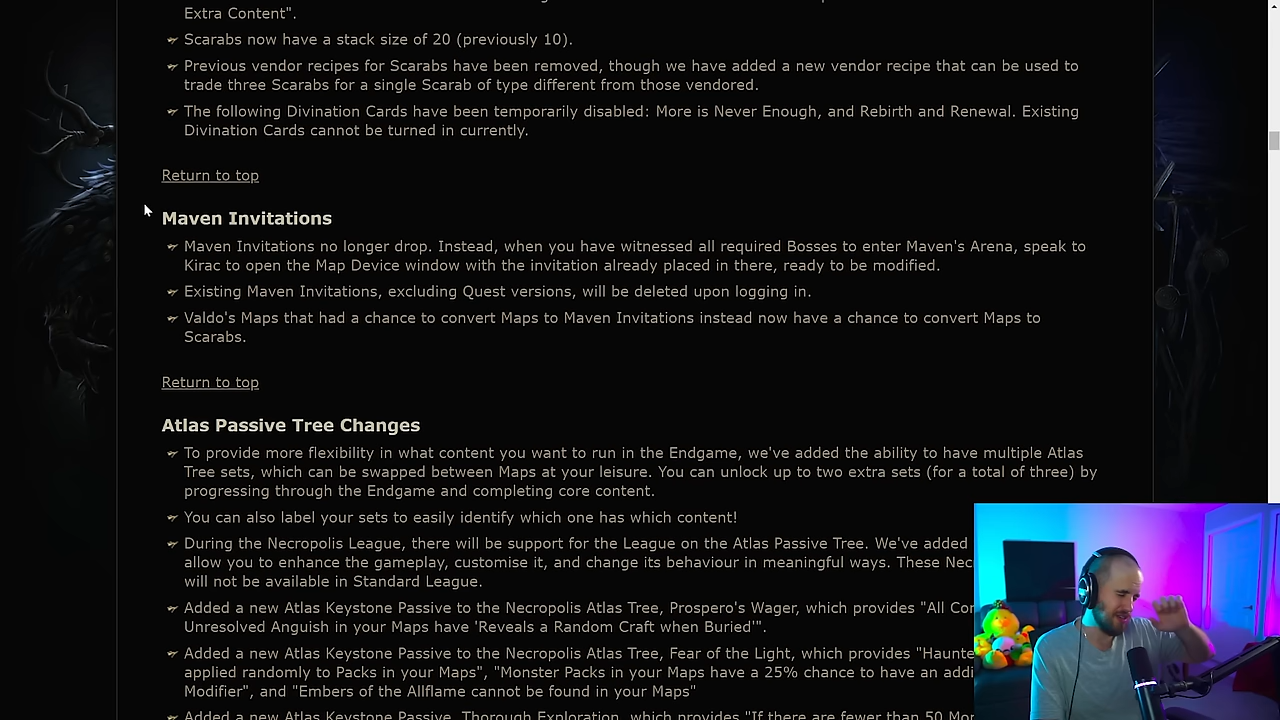 Extra Content".
Scarabs now have a stack size of 20 (previously 10).
Previous vendor recipes for Scarabs have been removed, though we have added a new vendor recipe that can be used to
trade three Scarabs for a single Scarab of type different from those vendored.
The following Divination Cards have been temporarily disabled: More is Never Enough, and Rebirth and Renewal. Existing
Divination Cards cannot be turned in currently.
Return to top
Maven Invitations
Maven Invitations no longer drop. Instead, when you have witnessed all required Bosses to enter Maven's Arena, speak to
Kirac to open the Map Device window with the invitation already placed in there, ready to be modified.
Existing Maven Invitations, excluding Quest versions, will be deleted upon logging in.
Valdo's Maps that had a chance to convert Maps to Maven Invitations instead now have a chance to convert Maps to
Scarabs.
Return to top
Atlas Passive Tree Changes
To provide more flexibility in what content you want to run in the Endgame, we've added the ability to have multiple Atlas
Tree sets, which can be swapped between Maps at your leisure. You can unlock up to two extra sets (for a total of three) by
progressing through the Endgame and completing core content.
You can also label your sets to easily identify which one has which content!
During the Necropolis League, there will be support for the League on the Atlas Passive Tree. We've added
allow you to enhance the gameplay, customise it, and change its behaviour in meaningful ways. These Nec
will not be available in Standard League.
Added a new Atlas Keystone Passive to the Necropolis Atlas Tree, Prospero's Wager, which provides "All Cor
Unresolved Anguish in your Maps have 'Reveals a Random Craft when Buried'".
Added a new Atlas Keystone Passive to the Necropolis Atlas Tree, Fear of the Light, which provides "Haunte
applied randomly to Packs in your Maps", "Monster Packs in your Maps have a 25% chance to have an addi
Modifier", and "Embers of the Allflame cannot be found in your Maps"
Added a new Atlas Keystone Passive, Thorough Exploration, which provides "If there are fewer than 50 Mon